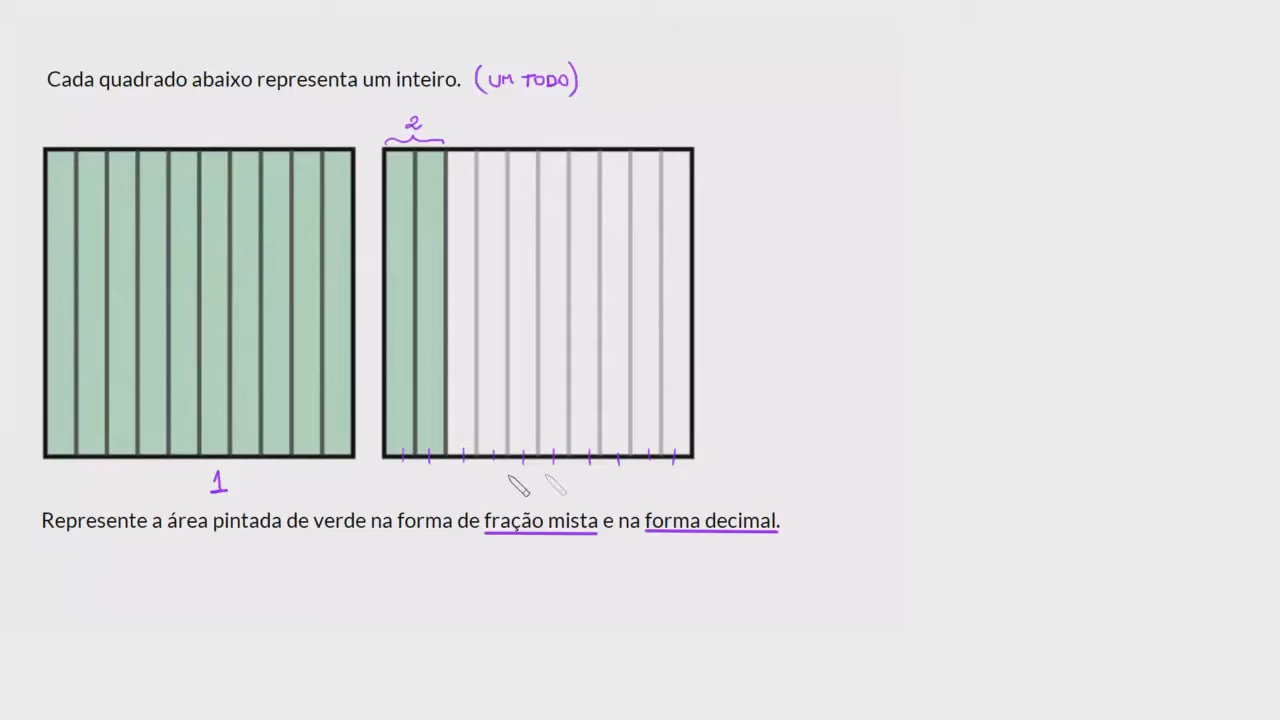 Cada quadrado abaixo representa um inteiro. (UM TODO)
2
1
Represente a área pintada de verde na forma de fração mista e na forma decimal.